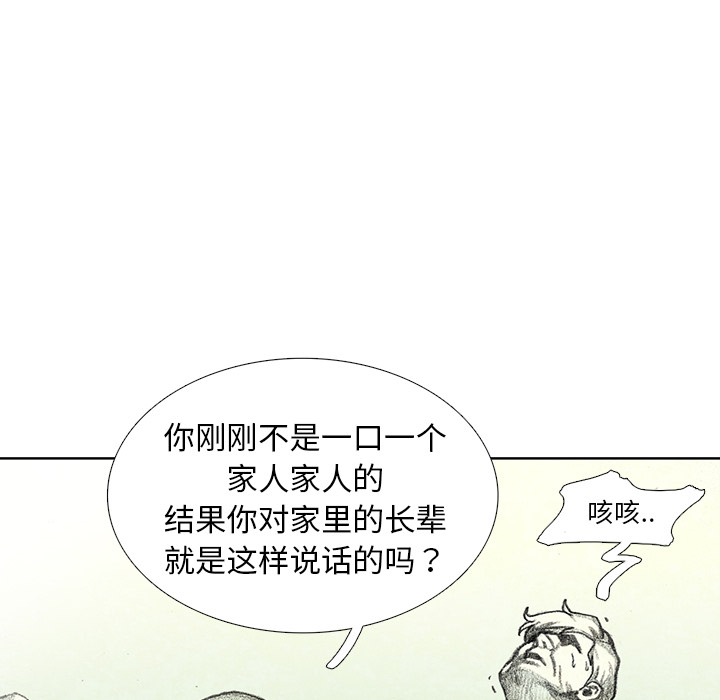 你刚刚不是一口一个
家人家人的
结果你对家里的长辈
就是这样说话的吗？
咳咳..